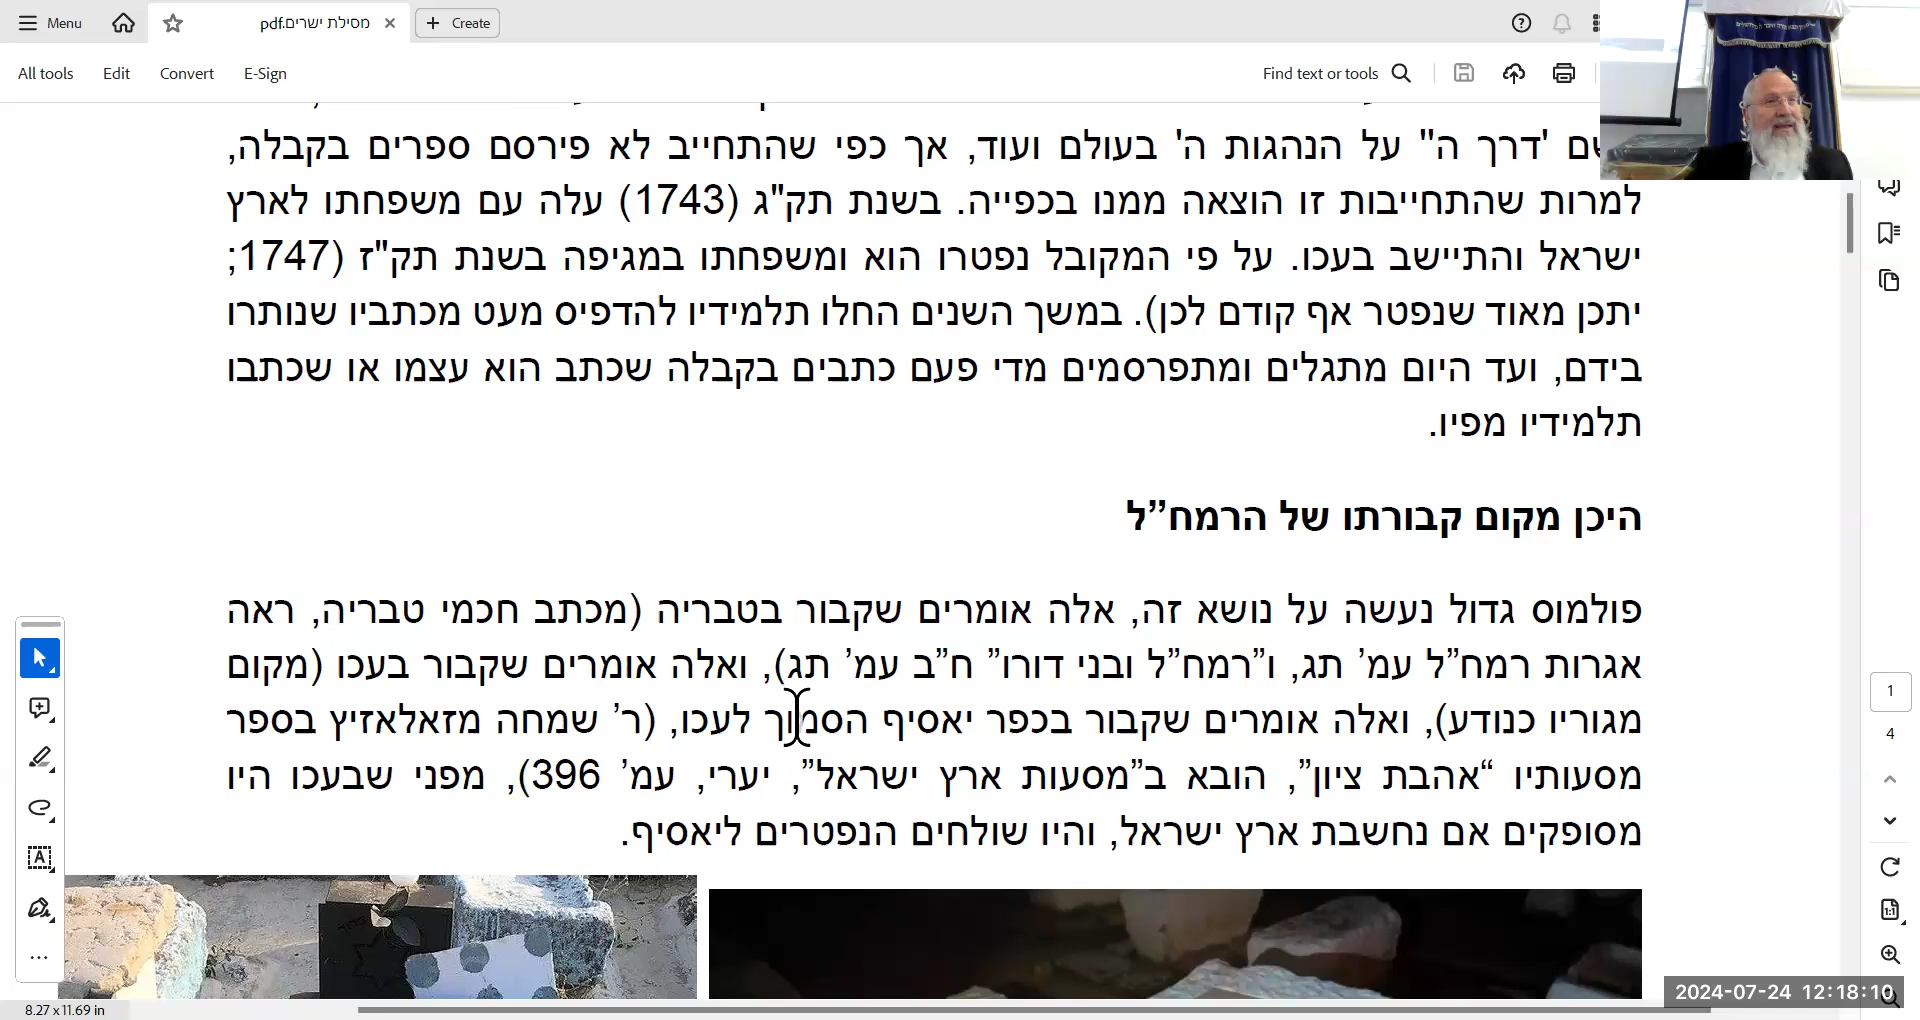 Menu
מסילת ישרים.pdf
Create
All tools
Edit
Convert
E-Sign
Find text or tools
שם 'דרך ה'' על הנהגות ה' בעולם ועוד, אך כפי שהתחייב לא פירסם ספרים בקבלה,
למרות שהתחייבות זו הוצאה ממנו בכפייה. בשנת תק"ג (1743) עלה עם משפחתו לארץ
ישראל והתיישב בעכו. על פי המקובל נפטרו הוא ומשפחתו במגיפה בשנת תק"ז (1747;
יתכן מאוד שנפטר אף קודם לכן). במשך השנים החלו תלמידיו להדפיס מעט מכתביו שנותרו
בידם, ועד היום מתגלים ומתפרסמים מדי פעם כתבים בקבלה שכתב הוא עצמו או שכתבו
תלמידיו מפיו.
היכן מקום קבורתו של הרמח”ל
פולמוס גדול נעשה על נושא זה, אלה אומרים שקבור בטבריה (מכתב חכמי טבריה, ראה
אגרות רמח”ל עמ’ תג, ו”רמח”ל ובני דורו” ח”ב עמ’ תג), ואלה אומרים שקבור בעכו (מקום
מגוריו כנודע), ואלה אומרים שקבור בכפר יאסיף הסמוך לעכו, (ר’ שמחה מזאלאזיץ בספר
מסעותיו “אהבת ציון”, הובא ב”מסעות ארץ ישראל”, יערי, עמ’ 396), מפני שבעכו היו
מסופקים אם נחשבת ארץ ישראל, והיו שולחים הנפטרים ליאסיף.
1
4
8.27 x 11.69 in
2024-07-24 12:18:10